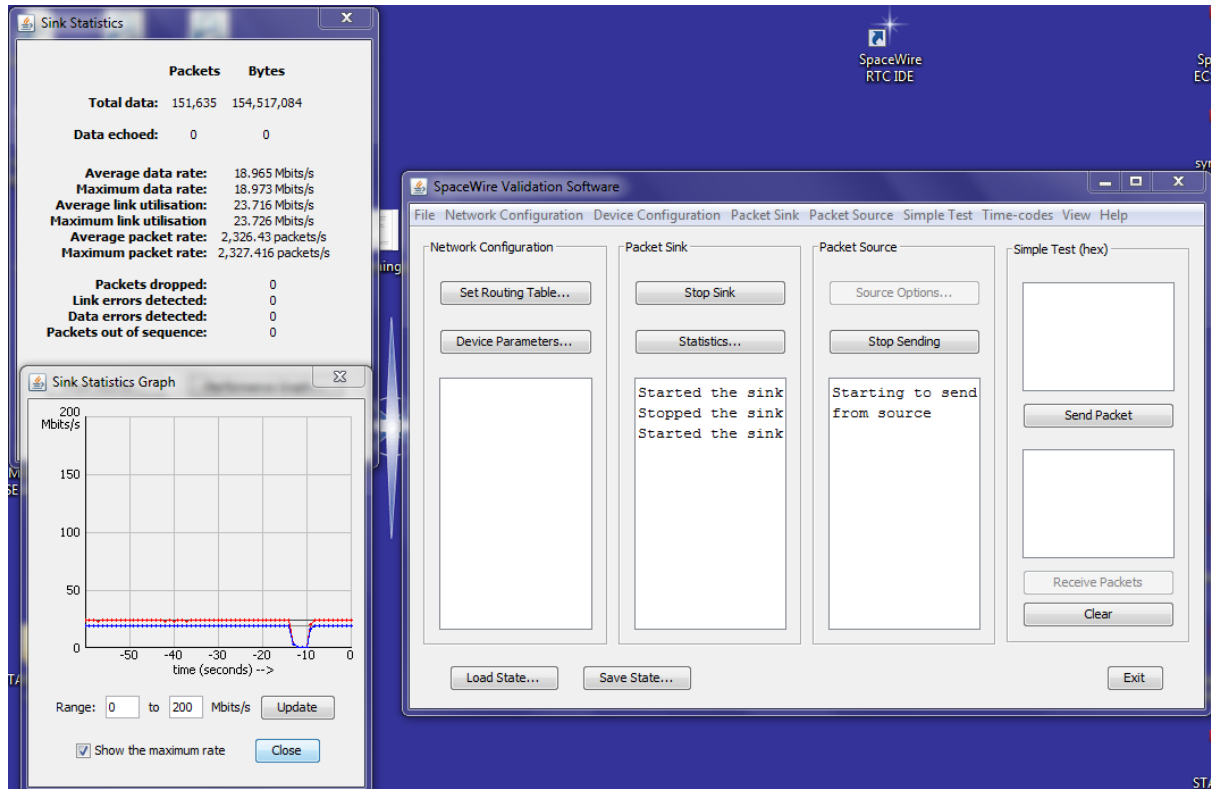 Sink Statistics
X
Packets Bytes
Total data: 151,635 154,517,084
Data echoed: 0 0
Average data rate: 18.965 Mbits/s
Maximum data rate: 18.973 Mbits/s
Average link utilisation: 23.716 Mbits/s
Maximum link utilisation 23.726 Mbits/s
Average packet rate: 2,326.43 packets/s
Maximum packet rate: 2,327.416 packets/s
Packets dropped: 0
Link errors detected: 0
Data errors detected: 0
Packets out of sequence: 0
Sink Statistics Graph
200
Mbits/s
150
100
50
0
-50 -40 -30 -20 -10 0
time (seconds) -->
Range: 0 to 200 Mbits/s Update
Show the maximum rate Close
SpaceWire
RTC IDE
Sp
EC
syn
ning
M
SE
TA
STA
SpaceWire Validation Software
File Network Configuration Device Configuration Packet Sink Packet Source Simple Test Time-codes View Help
Network Configuration
Set Routing Table...
Device Parameters...
Packet Sink
Stop Sink
Statistics...
Started the sink
Stopped the sink
Started the sink
Packet Source
Source Options...
Stop Sending
Starting to send
from source
Simple Test (hex)
Send Packet
Receive Packets
Clear
Load State... Save State... Exit